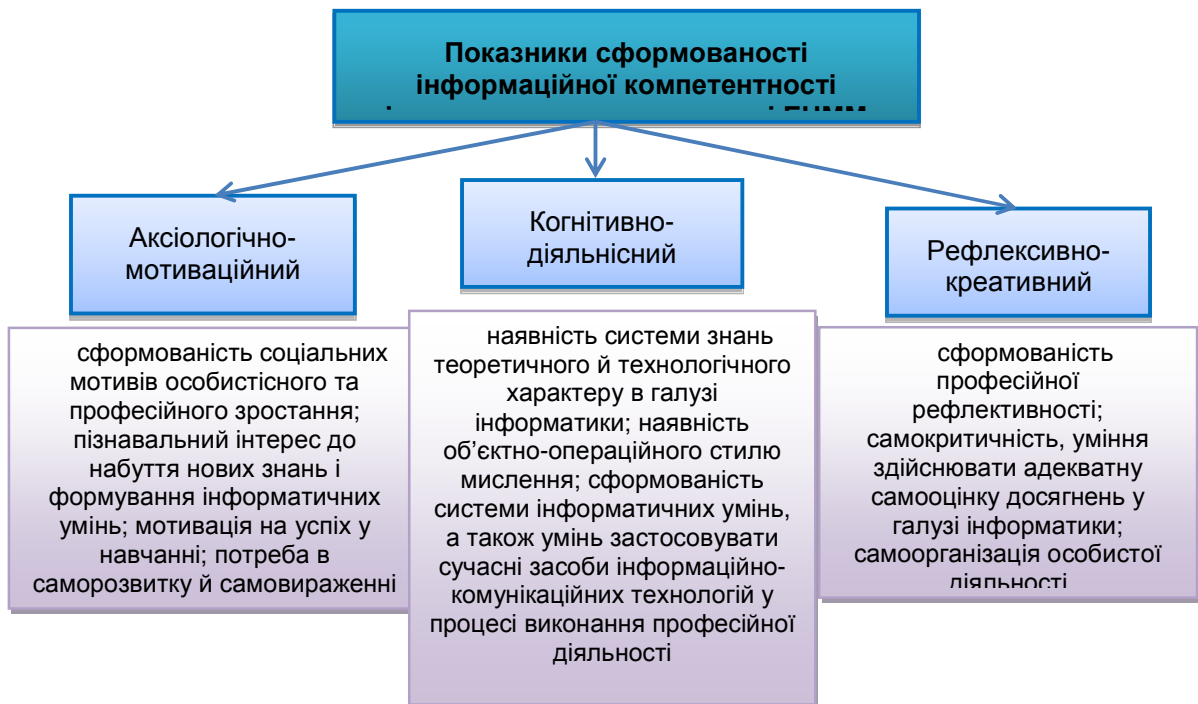 Показники сформованості
інформаційної компетентності
Аксіологічно-
мотиваційний
Когнітивно-
діяльнісний
Рефлексивно-
креативний
сформованість соціальних
мотивів особистісного та
професійного зростання;
пізнавальний інтерес до
набуття нових знань і
формування інформатичних
умінь; мотивація на успіх у
навчанні; потреба в
саморозвитку й самовираженні
наявність системи знань
теоретичного й технологічного
характеру в галузі
інформатики; наявність
об’єктно-операційного стилю
мислення; сформованість
системи інформатичних умінь,
а також умінь застосовувати
сучасні засоби інформаційно-
комунікаційних технологій у
процесі виконання професійної
діяльності
сформованість
професійної
рефлективності;
самокритичність, уміння
здійснювати адекватну
самооцінку досягнень у
галузі інформатики;
самоорганізація особистої
діяльності